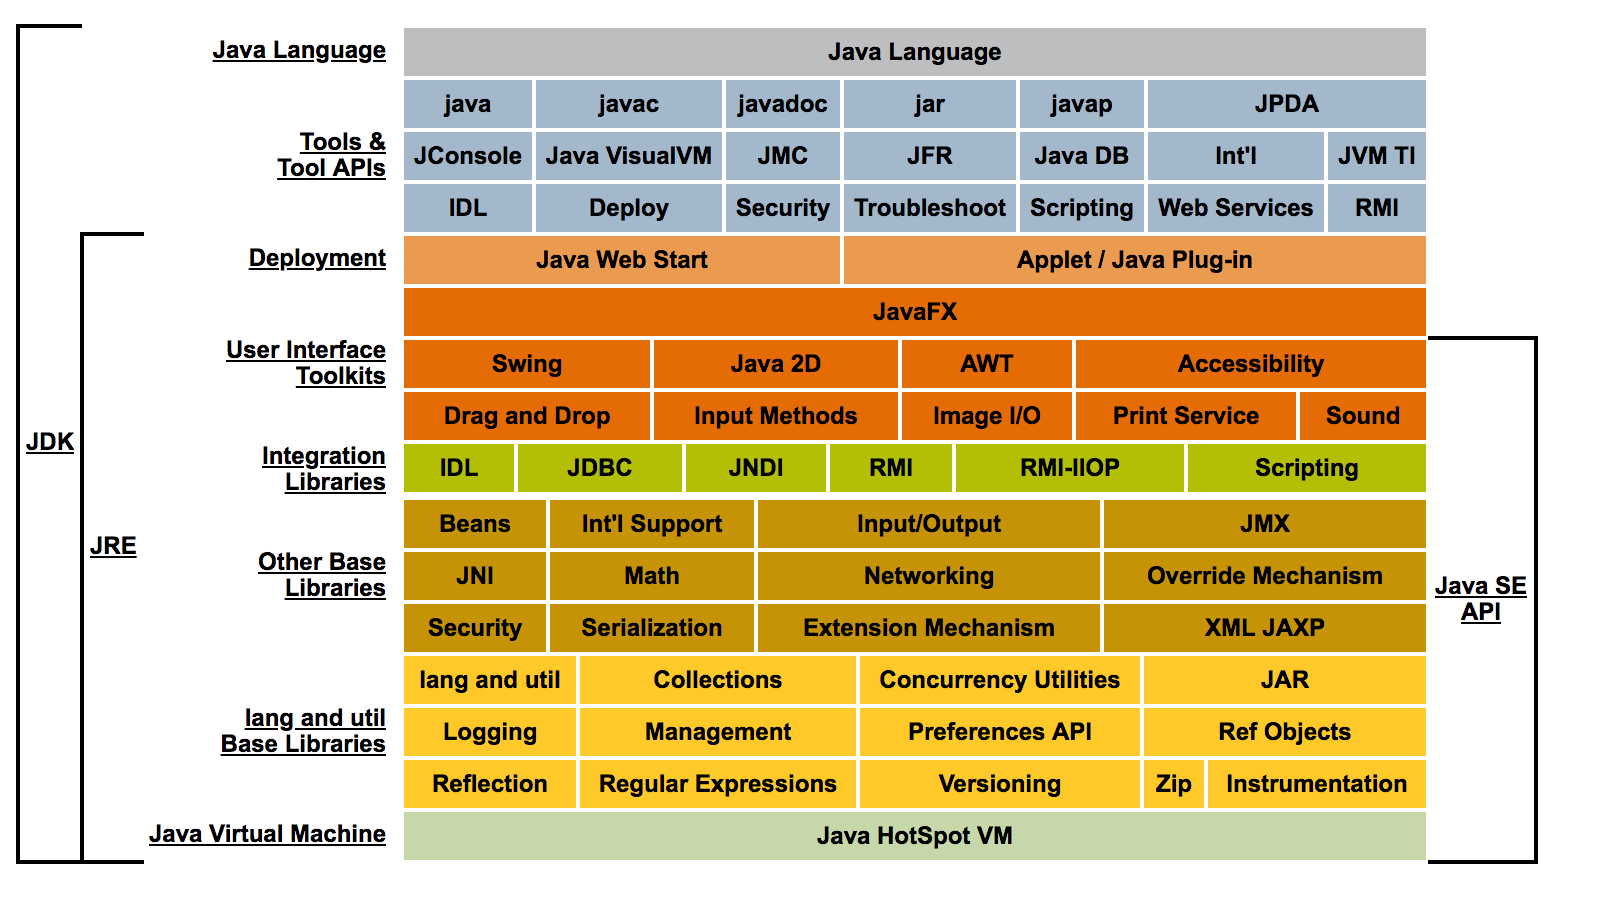 Java Language
Java Language
java javac javadoc jar javap JPDA
Tools &
Tool APIs
JConsole Java VisualVM JMC JFR Java DB Int'l JVM TI
IDL Deploy Security Troubleshoot Scripting Web Services RMI
Deployment
Java Web Start Applet / Java Plug-in
JavaFX
User Interface
Toolkits
Swing Java 2D AWT Accessibility
Drag and Drop Input Methods Image I/O Print Service Sound
JDK
Integration
Libraries
IDL JDBC JNDI RMI RMI-IIOP Scripting
Beans Int'l Support Input/Output JMX
JRE
Other Base
Libraries
JNI Math Networking Override Mechanism
Java SE
API
Security Serialization Extension Mechanism XML JAXP
lang and util Collections Concurrency Utilities JAR
lang and util
Base Libraries
Logging Management Preferences API Ref Objects
Reflection Regular Expressions Versioning Zip Instrumentation
Java Virtual Machine
Java HotSpot VM